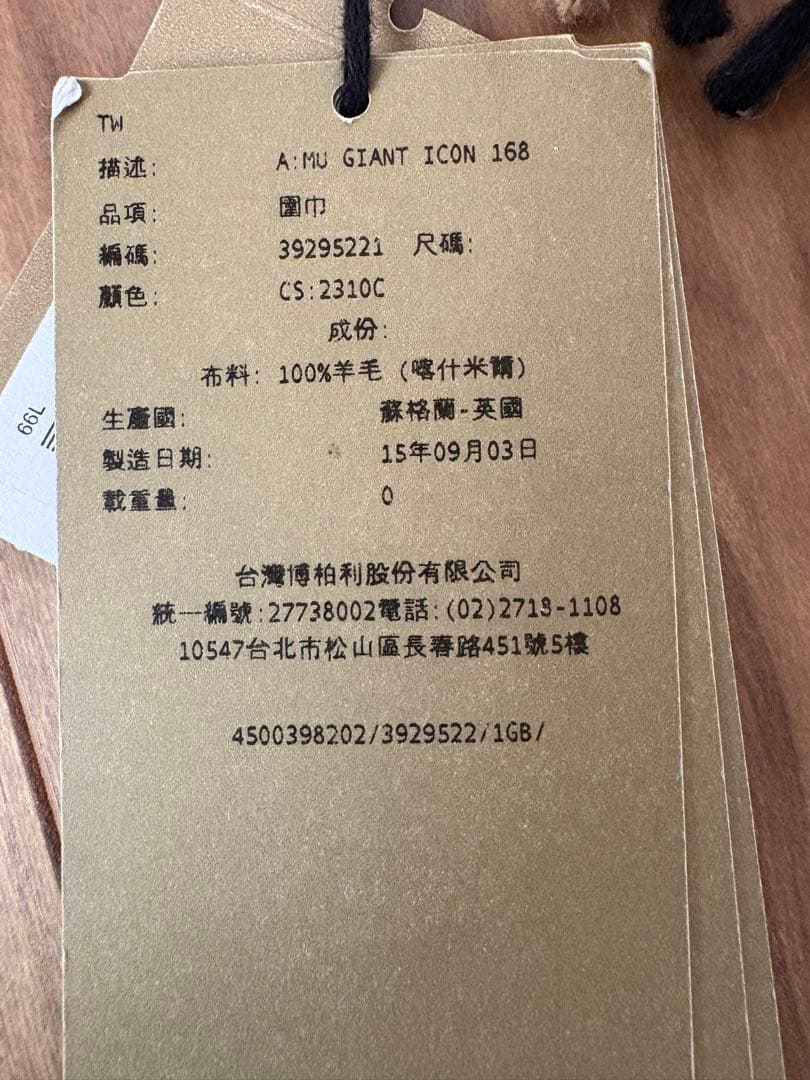 TW
描述: A:MU GIANT ICON 168
品項: 圍巾
編碼: 39295221 尺碼:
顏色: CS:2310C
成份:
布料: 100%羊毛 (喀什米爾)
生產國: 蘇格蘭-英國
製造日期: 15年09月03日
載重量: 0
台灣博柏利股份有限公司
統一編號:27738002電話:(02)2713-1108
10547台北市松山區長春路451號5樓
4500398202/3929522/1GB/
799